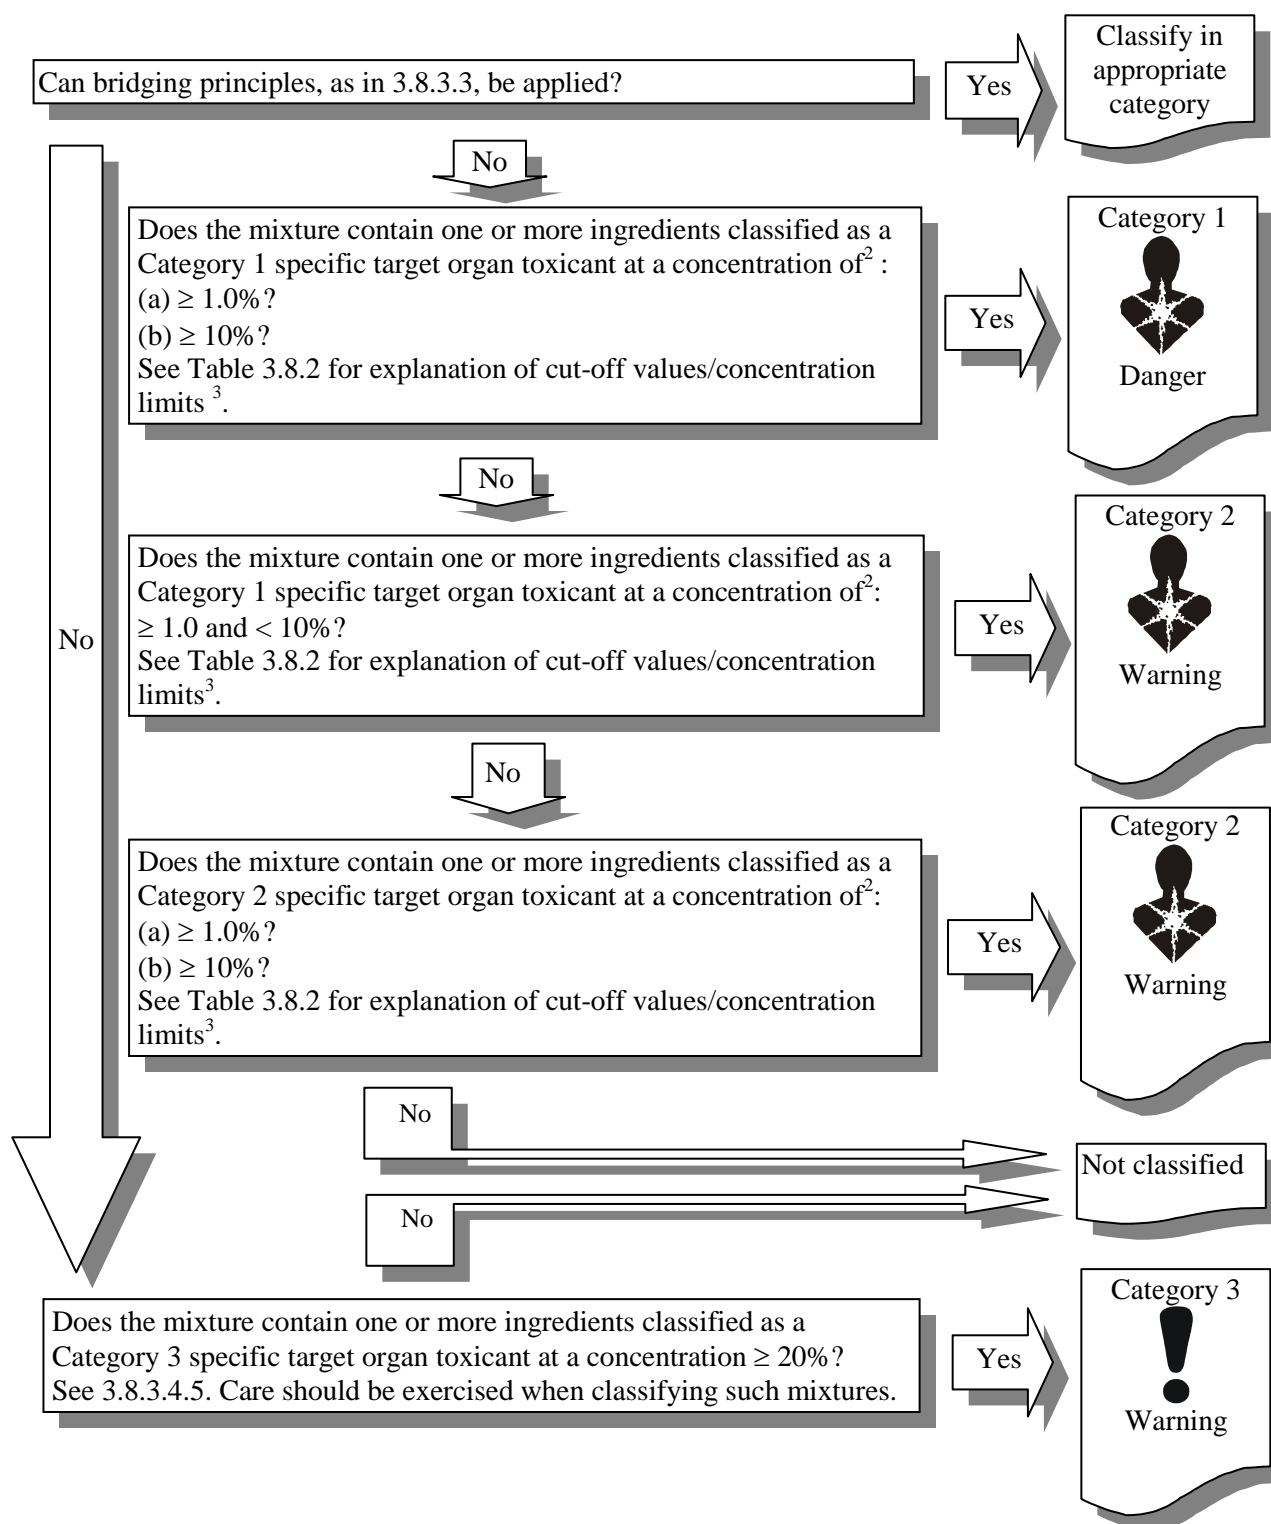 Can bridging principles, as in 3.8.3.3, be applied?
Yes
Classify in
appropriate
category
No
No
Does the mixture contain one or more ingredients classified as a
Category 1 specific target organ toxicant at a concentration of² :
(a) ≥ 1.0%?
(b) ≥ 10%?
See Table 3.8.2 for explanation of cut-off values/concentration
limits ³.
Yes
Category 1
Danger
No
Does the mixture contain one or more ingredients classified as a
Category 1 specific target organ toxicant at a concentration of²:
≥ 1.0 and < 10%?
See Table 3.8.2 for explanation of cut-off values/concentration
limits³.
Yes
Category 2
Warning
No
Does the mixture contain one or more ingredients classified as a
Category 2 specific target organ toxicant at a concentration of²:
(a) ≥ 1.0%?
(b) ≥ 10%?
See Table 3.8.2 for explanation of cut-off values/concentration
limits³.
Yes
Category 2
Warning
No
Not classified
No
Does the mixture contain one or more ingredients classified as a
Category 3 specific target organ toxicant at a concentration ≥ 20%?
See 3.8.3.4.5. Care should be exercised when classifying such mixtures.
Yes
Category 3
Warning